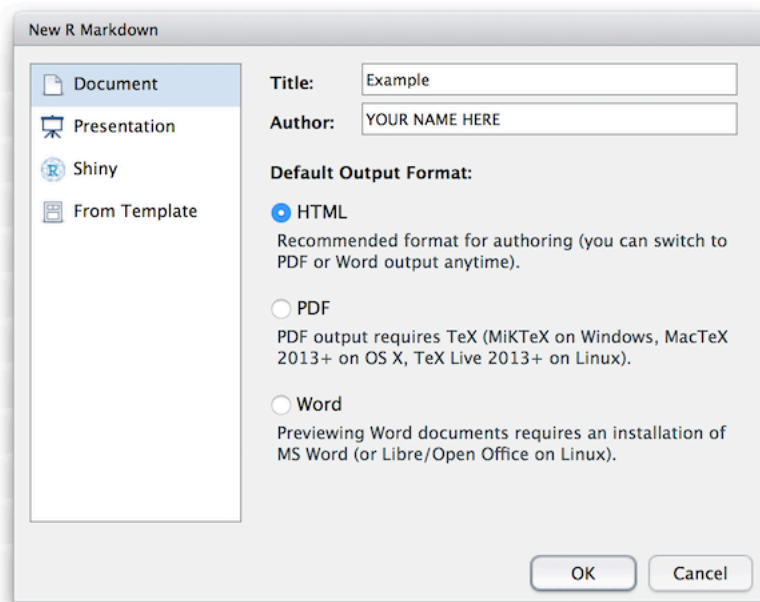 New R Markdown
Document
Presentation
Shiny
From Template
Title: Example
Author: YOUR NAME HERE
Default Output Format:
HTML
Recommended format for authoring (you can switch to
PDF or Word output anytime).
PDF
PDF output requires TeX (MiKTeX on Windows, MacTeX
2013+ on OS X, TeX Live 2013+ on Linux).
Word
Previewing Word documents requires an installation of
MS Word (or Libre/Open Office on Linux).
OK Cancel